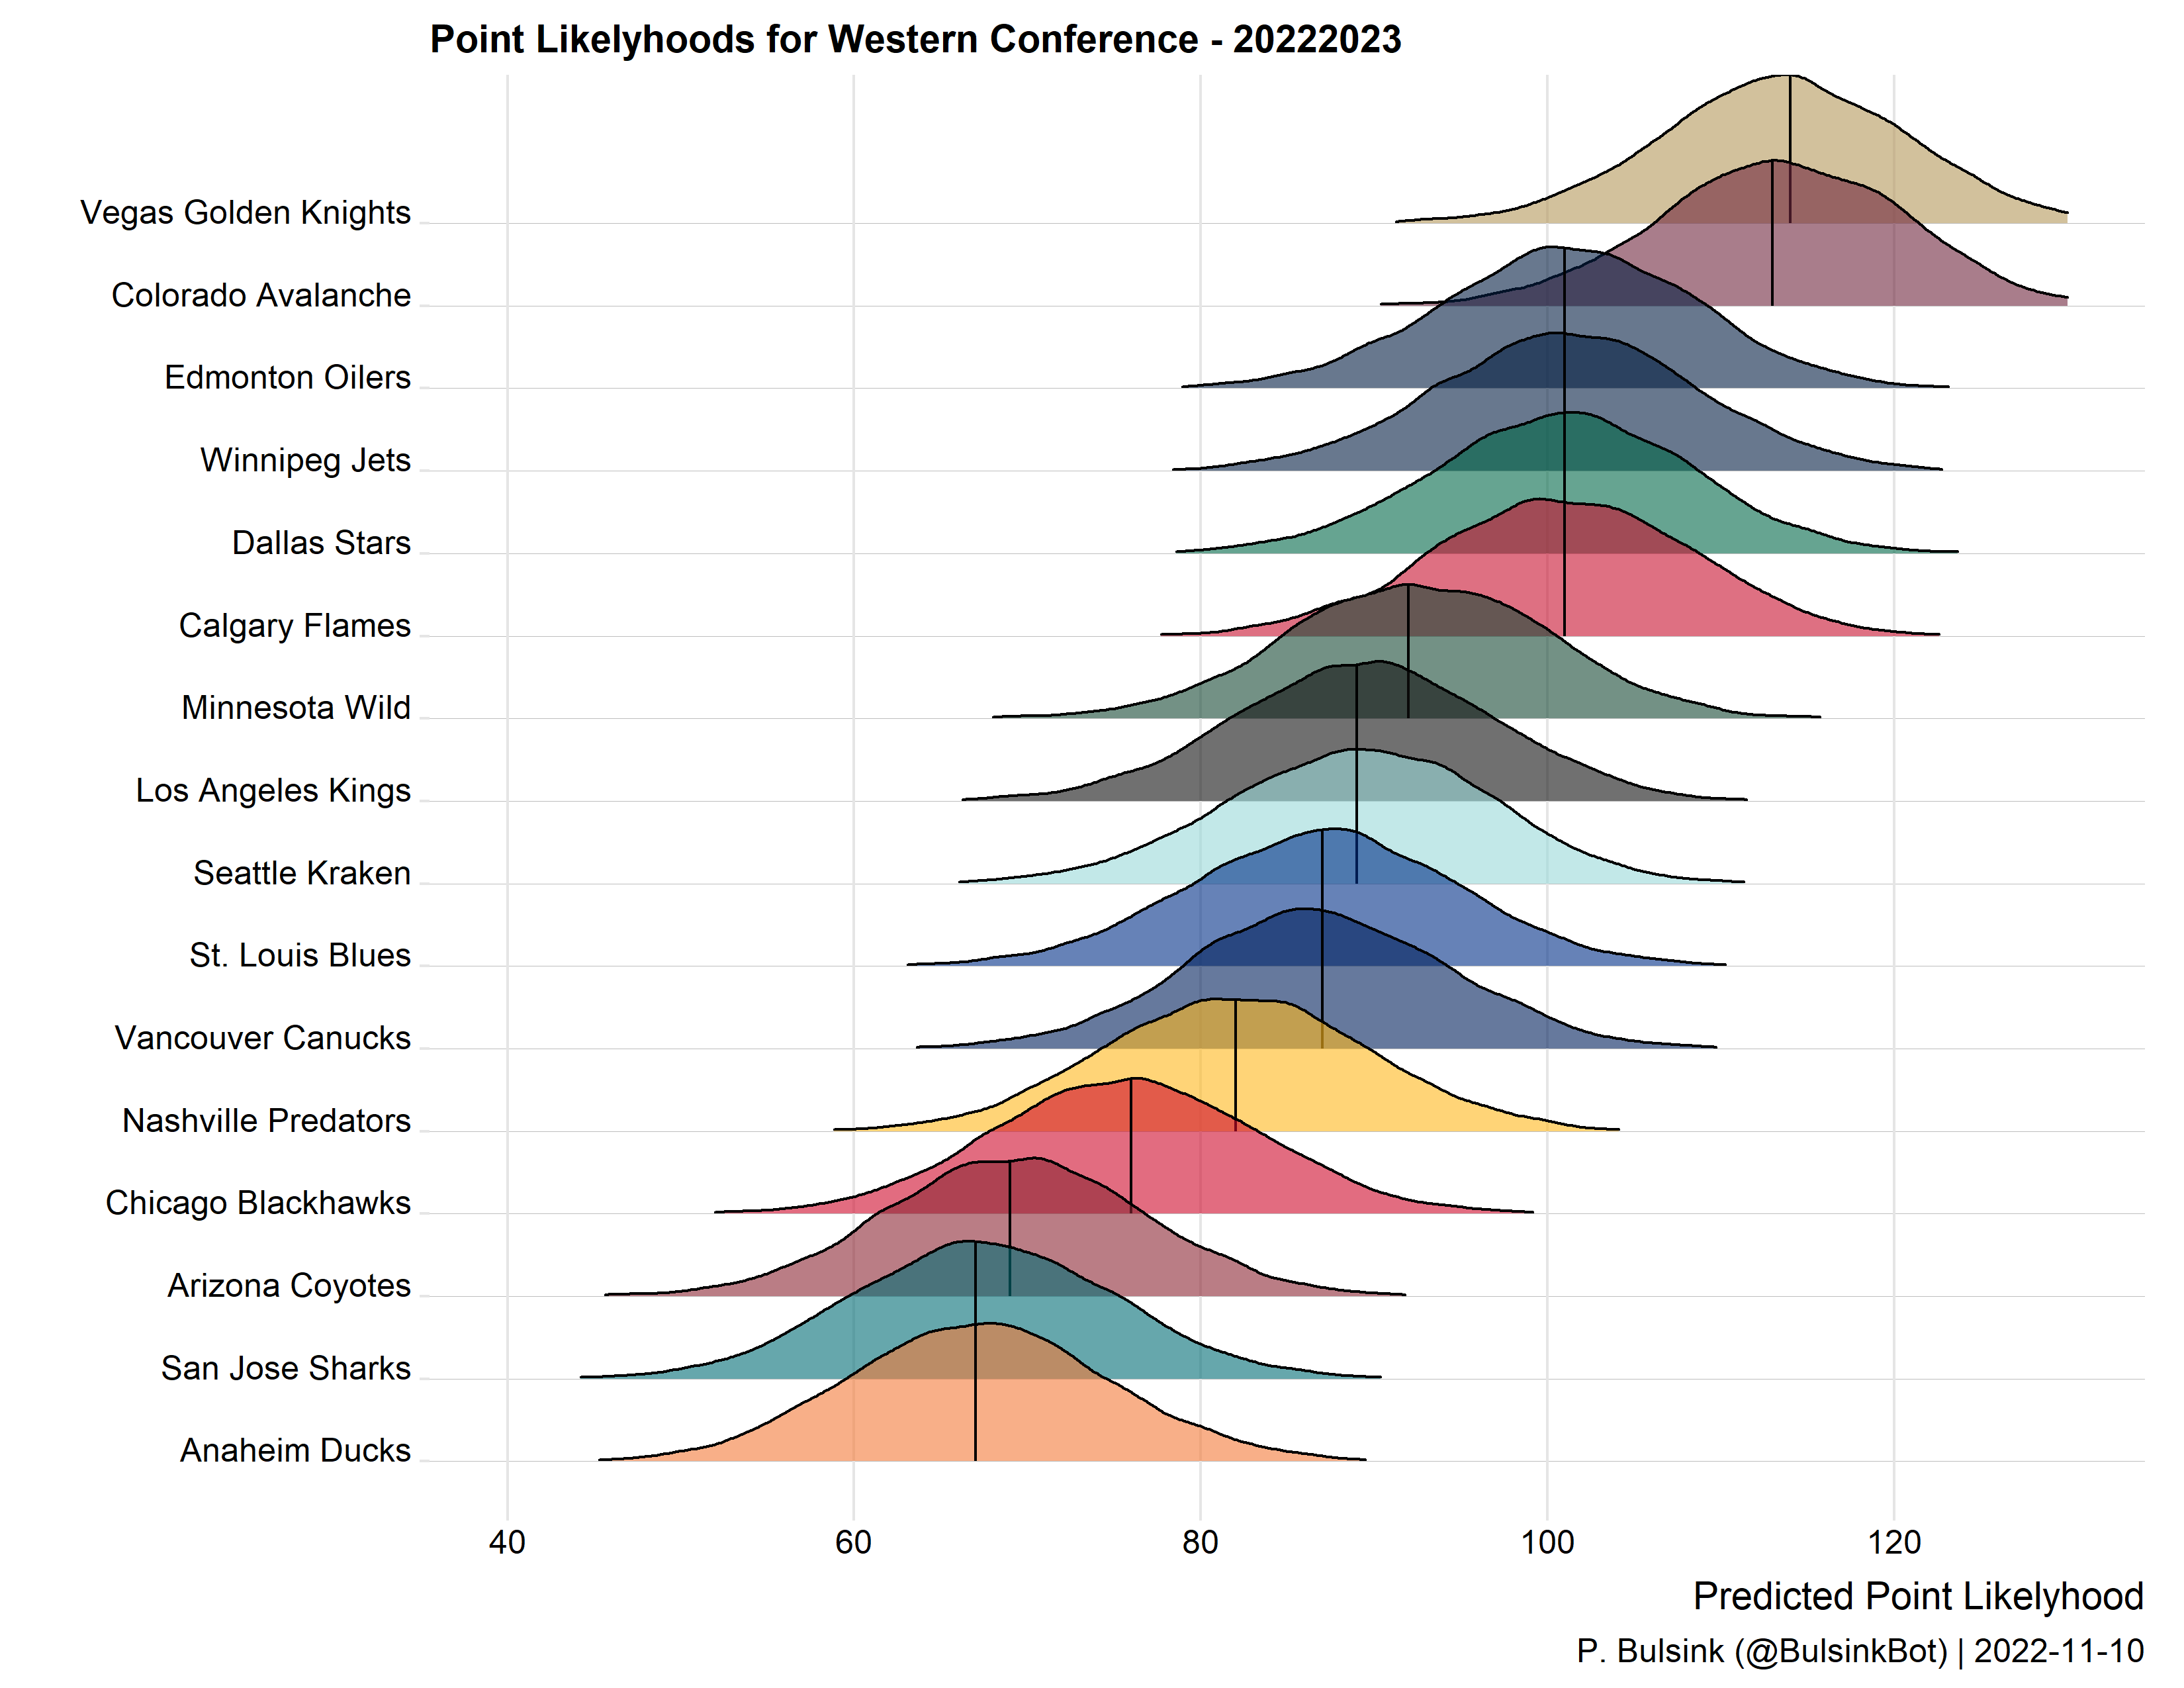 Point Likelyhoods for Western Conference - 20222023
Vegas Golden Knights
Colorado Avalanche
Edmonton Oilers
Winnipeg Jets
Dallas Stars
Calgary Flames
Minnesota Wild
Los Angeles Kings
Seattle Kraken
St. Louis Blues
Vancouver Canucks
Nashville Predators
Chicago Blackhawks
Arizona Coyotes
San Jose Sharks
Anaheim Ducks
40 60 80 100 120
Predicted Point Likelyhood
P. Bulsink (@BulsinkBot) | 2022-11-10